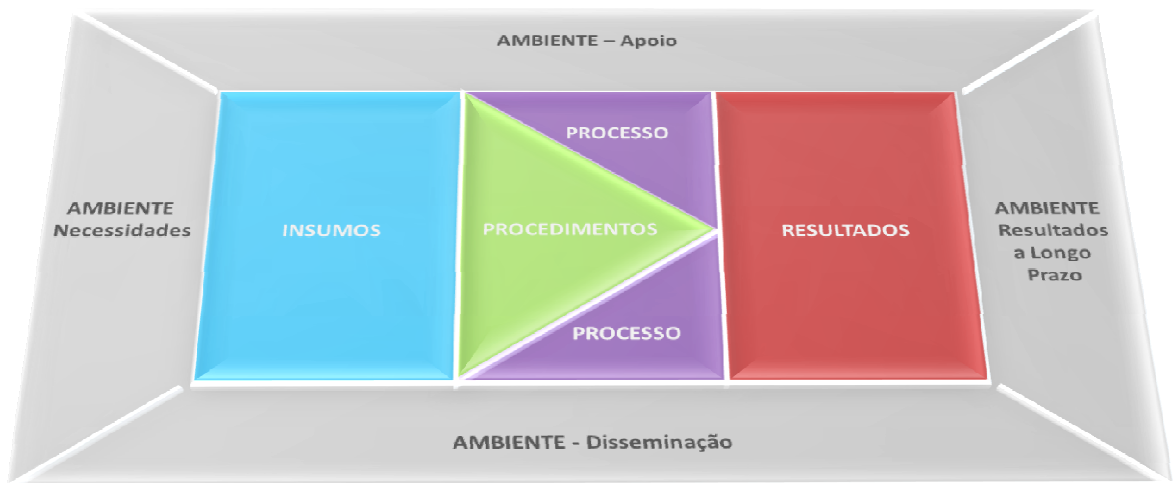 AMBIENTE – Apoio
PROCESSO
AMBIENTE
Necessidades
INSUMOS
PROCEDIMENTOS
RESULTADOS
AMBIENTE
Resultados
a Longo
Prazo
PROCESSO
AMBIENTE - Disseminação